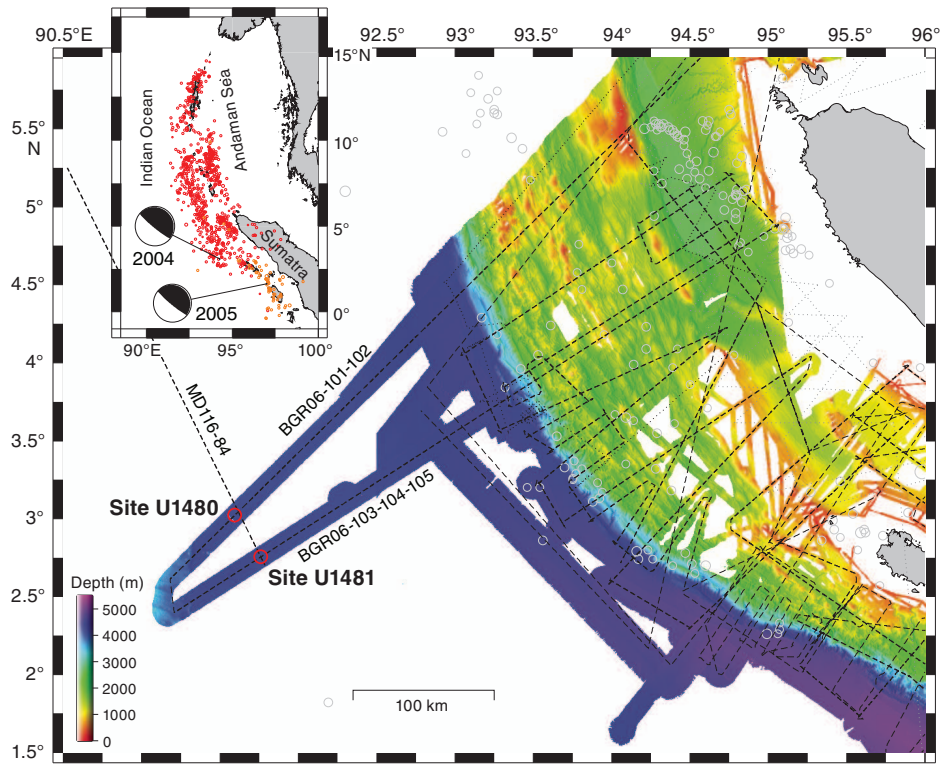 90.5°E
92.5°
93°
93.5°
94°
94.5°
95°
95.5°
96°
15°N
10°
5°
0°
90°E
95°
100°
Indian Ocean
Andaman Sea
Sumatra
2004
2005
5.5°
N
5°
4.5°
4°
3.5°
3°
2.5°
2°
1.5°
MD116-84
BGR06-101-102
BGR06-103-104-105
Site U1480
Site U1481
Depth (m)
5000
4000
3000
2000
1000
0
100 km